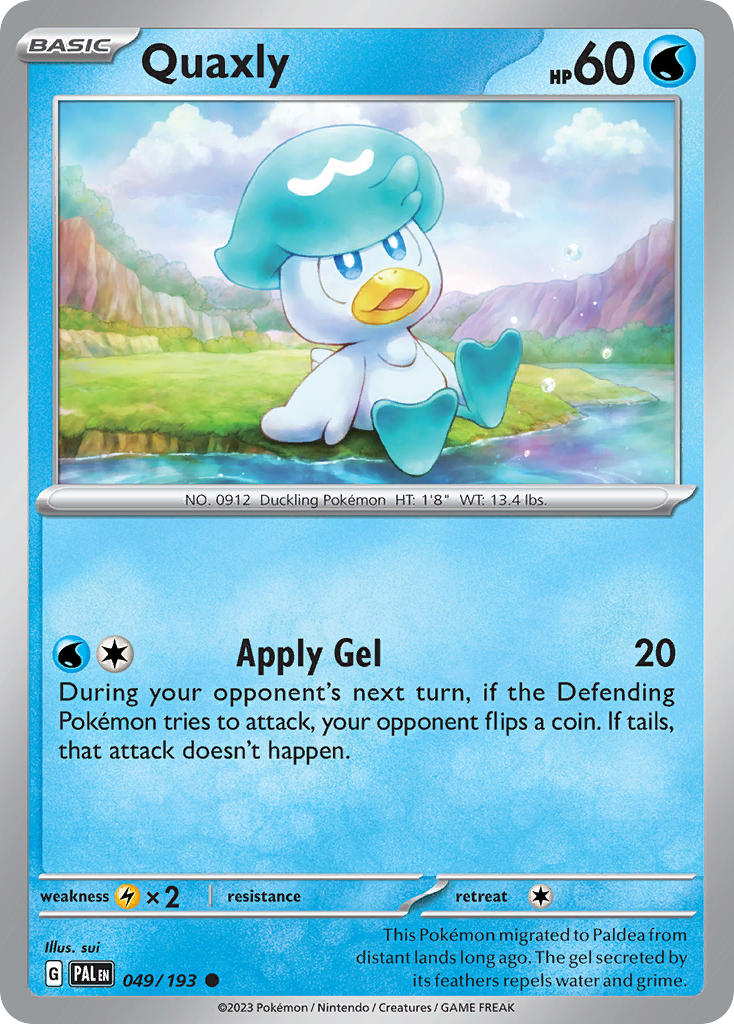 BASIC
Quaxly
HP60
NO. 0912 Duckling Pokémon HT: 1'8" WT: 13.4 lbs.
Apply Gel 20
During your opponent's next turn, if the Defending
Pokémon tries to attack, your opponent flips a coin. If tails,
that attack doesn't happen.
weakness ×2 resistance retreat
Illus. sui
G PAL EN 049/193
This Pokémon migrated to Paldea from
distant lands long ago. The gel secreted by
its feathers repels water and grime.
©2023 Pokémon / Nintendo / Creatures / GAME FREAK